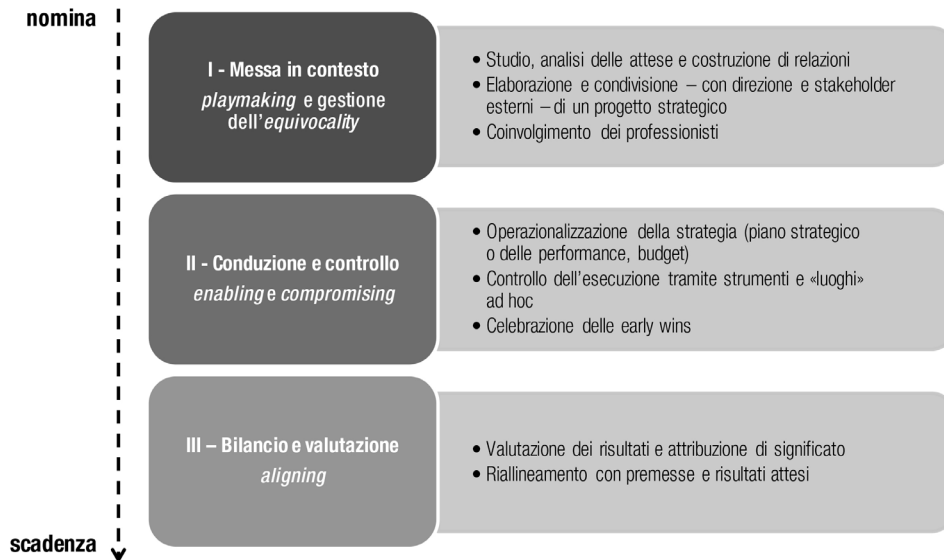 nomina
I - Messa in contesto
playmaking e gestione
dell'equivocality
• Studio, analisi delle attese e costruzione di relazioni
• Elaborazione e condivisione – con direzione e stakeholder
esterni – di un progetto strategico
• Coinvolgimento dei professionisti
II - Conduzione e controllo
enabling e compromising
• Operazionalizzazione della strategia (piano strategico
o delle performance, budget)
• Controllo dell'esecuzione tramite strumenti e «luoghi»
ad hoc
• Celebrazione delle early wins
III – Bilancio e valutazione
aligning
• Valutazione dei risultati e attribuzione di significato
• Riallineamento con premesse e risultati attesi
scadenza